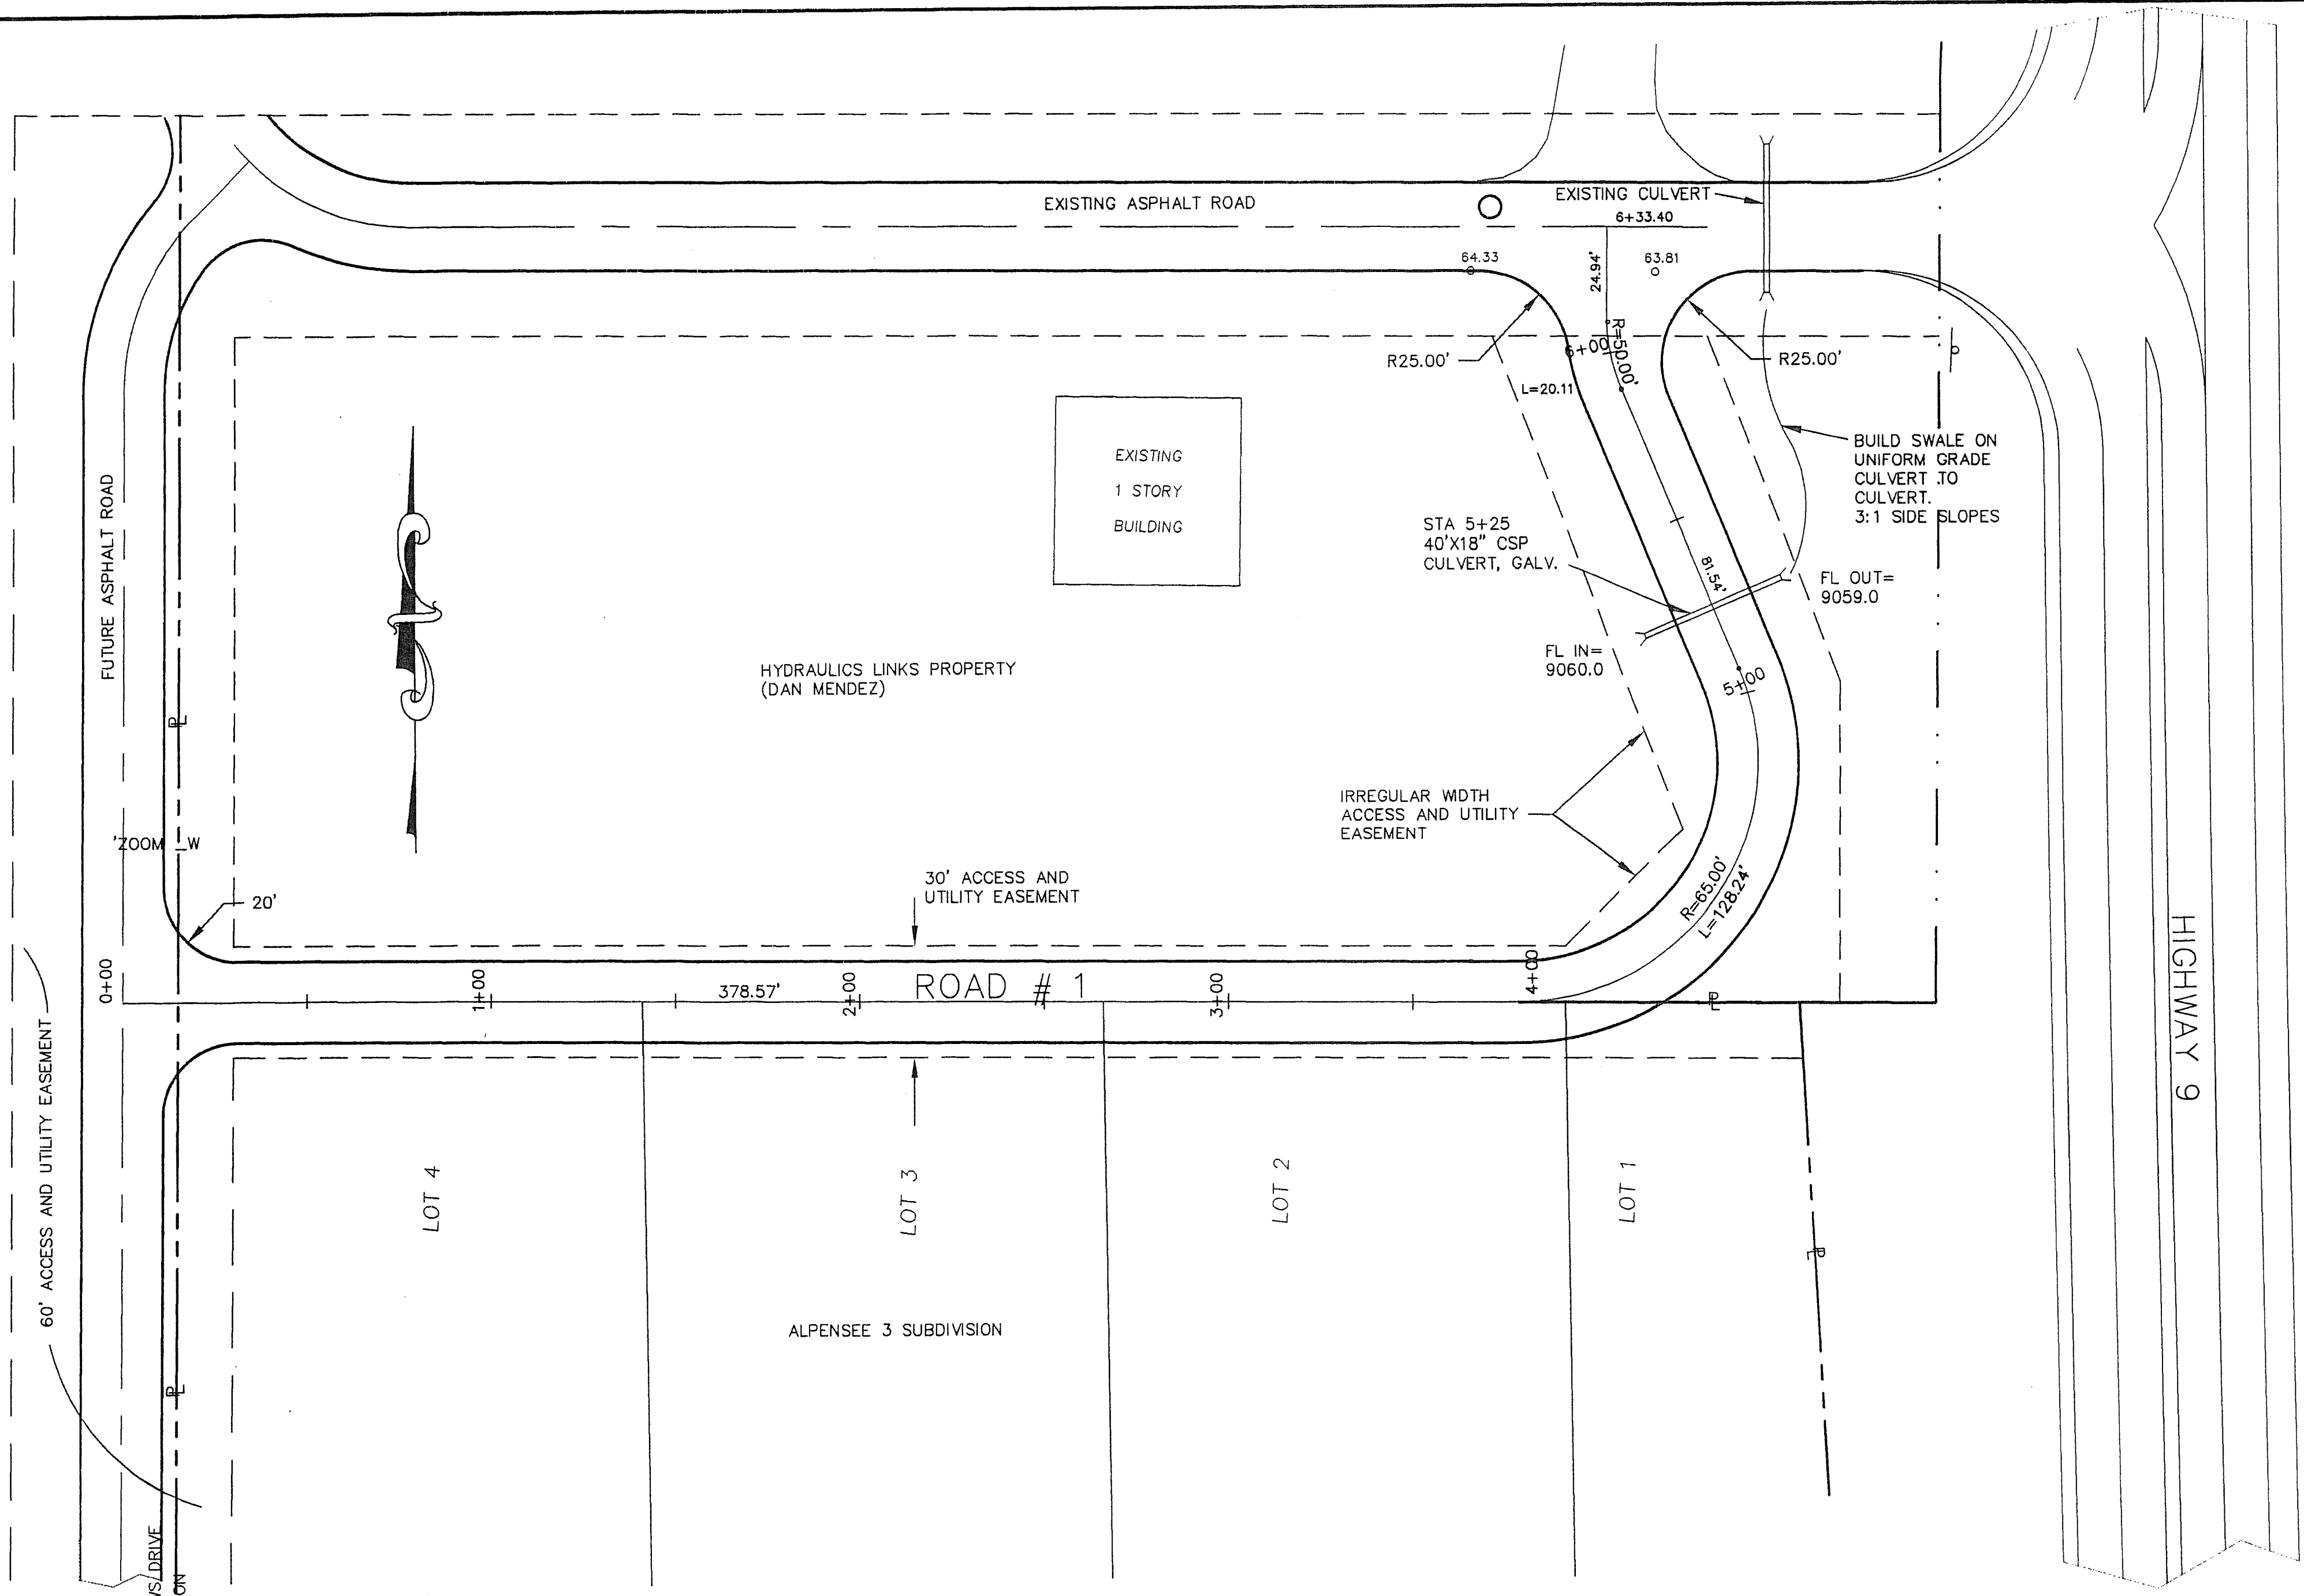 EXISTING ASPHALT ROAD
EXISTING CULVERT
6+33.40
64.33
24.94'
63.81
R=50.00'
6+00
R25.00'
R25.00'
L=20.11
EXISTING
1 STORY
BUILDING
BUILD SWALE ON
UNIFORM GRADE
CULVERT TO
CULVERT.
3:1 SIDE SLOPES
STA 5+25
40'X18" CSP
CULVERT, GALV.
81.54'
FL OUT=
9059.0
FL IN=
9060.0
5+00
FUTURE ASPHALT ROAD
HYDRAULICS LINKS PROPERTY
(DAN MENDEZ)
IRREGULAR WIDTH
ACCESS AND UTILITY
EASEMENT
R=65.00'
L=128.24'
'ZOOM W
20'
30' ACCESS AND
UTILITY EASEMENT
0+00
1+00
378.57'
2+00
ROAD # 1
3+00
4+00
PL
PL
PL
PL
HIGHWAY 9
60' ACCESS AND UTILITY EASEMENT
LOT 4
LOT 3
LOT 2
LOT 1
ALPENSEE 3 SUBDIVISION
DRIVE
ON